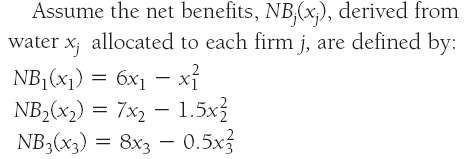 Assume the net benefits, NBⱼ(xⱼ), derived from
water xⱼ allocated to each firm j, are defined by:
NB₁(x₁) = 6x₁ − x₁²
NB₂(x₂) = 7x₂ − 1.5x₂²
NB₃(x₃) = 8x₃ − 0.5x₃²